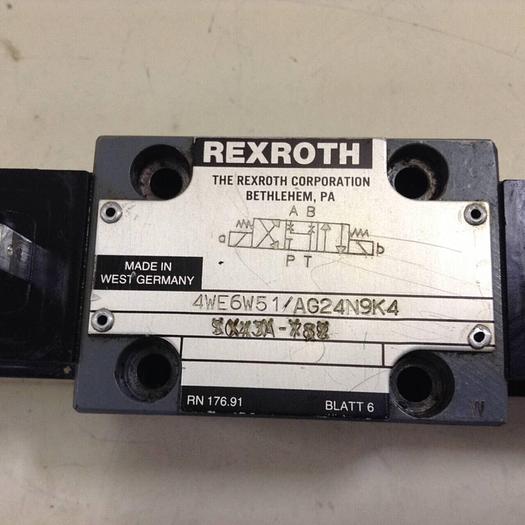 REXROTH
THE REXROTH CORPORATION
BETHLEHEM, PA
A B
a
b
P T
MADE IN
WEST GERMANY
4WE6W51/AG24N9K4
RN 176.91
BLATT 6